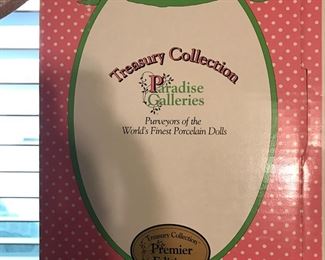 Treasury Collection
Paradise
Galleries
Purveyors of the
World's Finest Porcelain Dolls
Treasury Collection
Premier